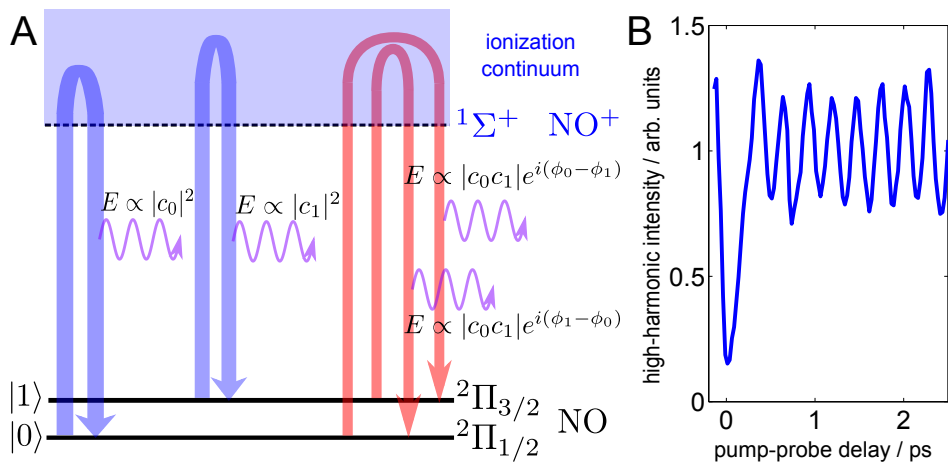 A
ionization
continuum
¹Σ⁺ NO⁺
E ∝ |c₀|²
E ∝ |c₁|²
E ∝ |c₀c₁|e^{i(ϕ₀−ϕ₁)}
E ∝ |c₀c₁|e^{i(ϕ₁−ϕ₀)}
|1⟩
²Π₃/₂
NO
|0⟩
²Π₁/₂
B
high-harmonic intensity / arb. units
1.5
1
0.5
0
0 1 2
pump-probe delay / ps